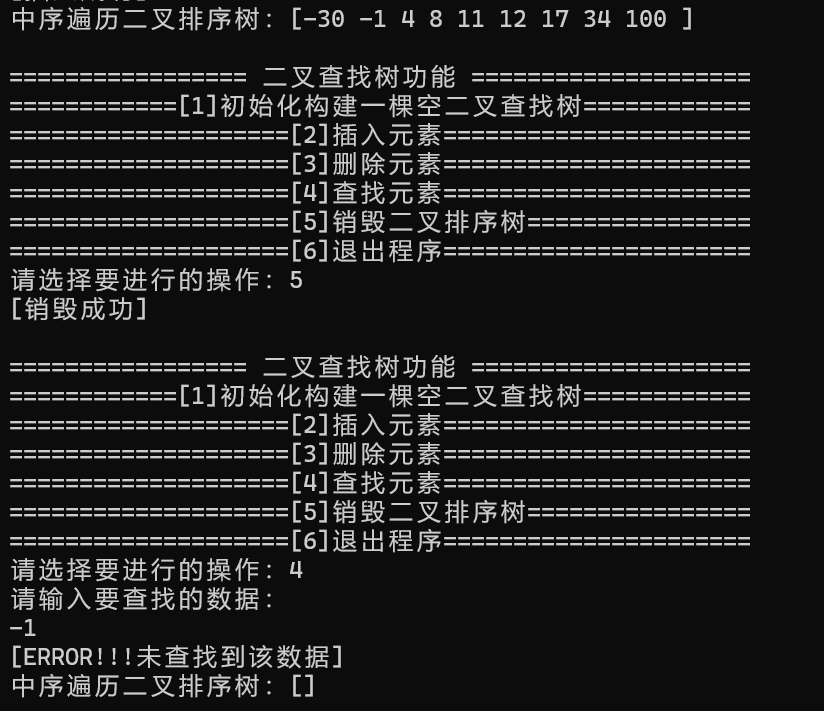 中序遍历二叉排序树: [-30 -1 4 8 11 12 17 34 100 ]
================= 二叉查找树功能 ====================
============[1]初始化构建一棵空二叉查找树============
====================[2]插入元素======================
====================[3]删除元素======================
====================[4]查找元素======================
====================[5]销毁二叉排序树================
====================[6]退出程序======================
请选择要进行的操作: 5
[销毁成功]
================= 二叉查找树功能 ====================
============[1]初始化构建一棵空二叉查找树============
====================[2]插入元素======================
====================[3]删除元素======================
====================[4]查找元素======================
====================[5]销毁二叉排序树================
====================[6]退出程序======================
请选择要进行的操作: 4
请输入要查找的数据:
-1
[ERROR!!!未查找到该数据]
中序遍历二叉排序树: []